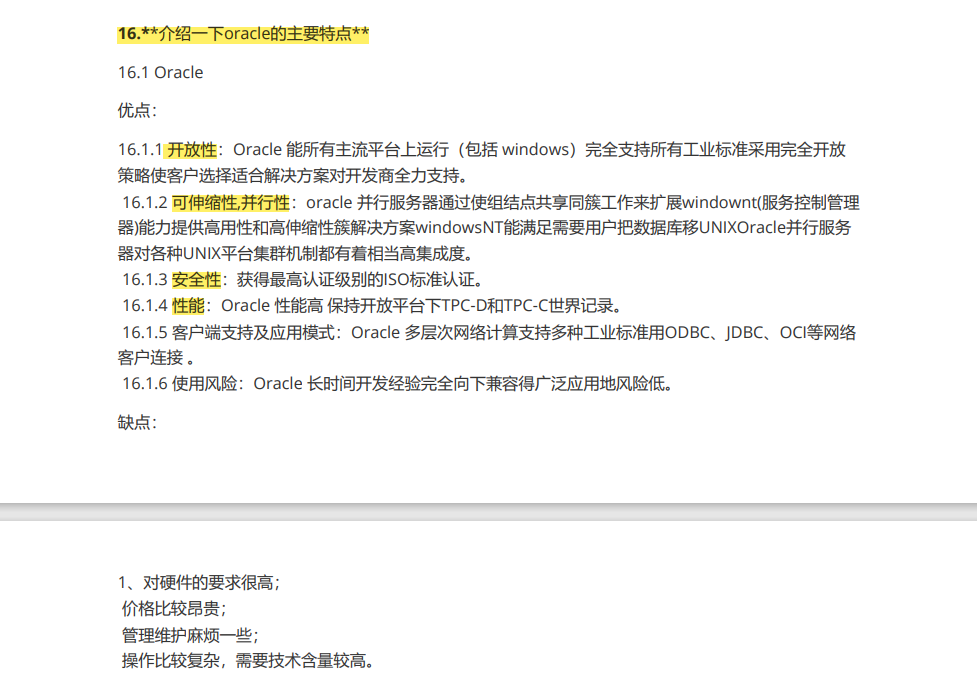 16.**介绍一下oracle的主要特点**
16.1 Oracle
优点：
16.1.1 开放性：Oracle 能所有主流平台上运行（包括 windows）完全支持所有工业标准采用完全开放
策略使客户选择适合解决方案对开发商全力支持。
16.1.2 可伸缩性,并行性：oracle 并行服务器通过使组结点共享同簇工作来扩展windownt(服务控制管理
器)能力提供高用性和高伸缩性簇解决方案windowsNT能满足需要用户把数据库移UNIXOracle并行服务
器对各种UNIX平台集群机制都有着相当高集成度。
16.1.3 安全性：获得最高认证级别的ISO标准认证。
16.1.4 性能：Oracle 性能高 保持开放平台下TPC-D和TPC-C世界记录。
16.1.5 客户端支持及应用模式：Oracle 多层次网络计算支持多种工业标准用ODBC、JDBC、OCI等网络
客户连接 。
16.1.6 使用风险：Oracle 长时间开发经验完全向下兼容得广泛应用地风险低。
缺点：
1、对硬件的要求很高；
价格比较昂贵；
管理维护麻烦一些；
操作比较复杂，需要技术含量较高。